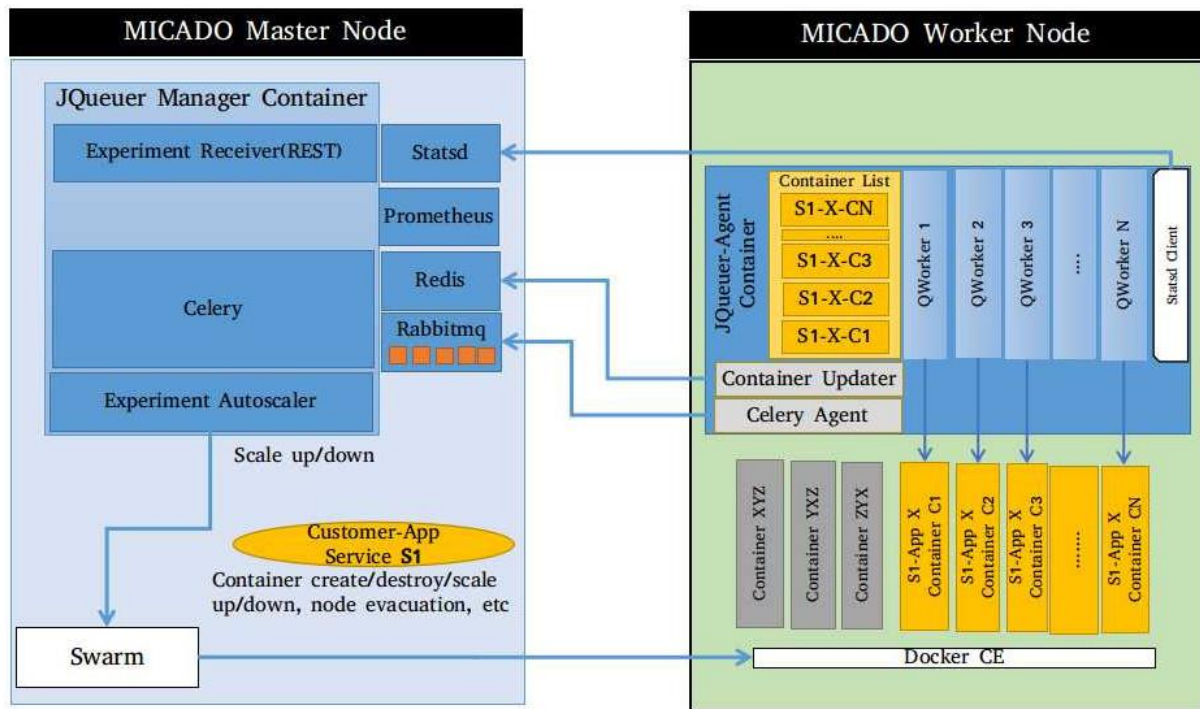 MICADO Master Node
JQueuer Manager Container
Experiment Receiver(REST)
Statsd
Prometheus
Celery
Redis
Rabbitmq
Experiment Autoscaler
Scale up/down
Customer-App
Service S1
Container create/destroy/scale
up/down, node evacuation, etc
Swarm
MICADO Worker Node
JQueuer-Agent
Container
Container List
S1-X-CN
....
S1-X-C3
S1-X-C2
S1-X-C1
QWorker 1
QWorker 2
QWorker 3
....
QWorker N
Statsd Client
Container Updater
Celery Agent
Container XYZ
Container YXZ
Container ZYX
S1-App X
Container C1
S1-App X
Container C2
S1-App X
Container C3
.......
S1-App X
Container CN
Docker CE